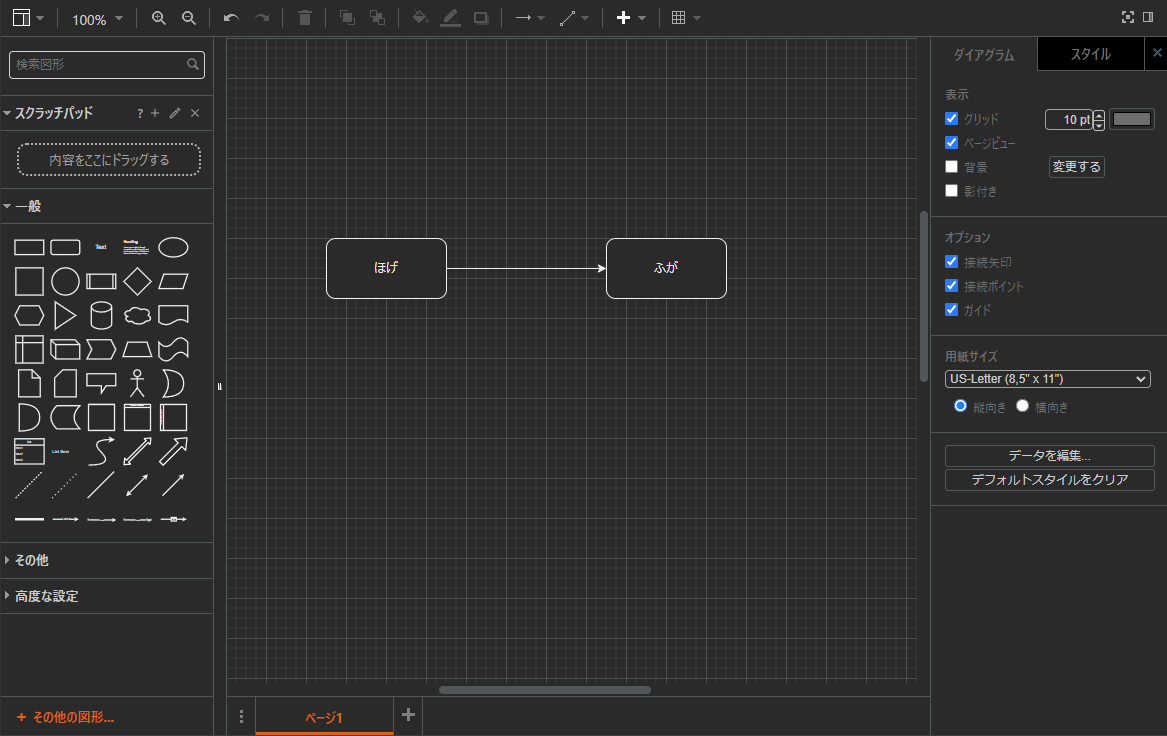 100%
検索図形
スクラッチパッド ? + ×
内容をここにドラッグする
一般
Text
Heading
List Item
その他
高度な設定
+ その他の図形...
ほげ
ふが
ページ1
ダイアグラム
スタイル
表示
グリッド 10 pt
ページビュー
背景 変更する
影付き
オプション
接続矢印
接続ポイント
ガイド
用紙サイズ
US-Letter (8,5" x 11")
縦向き 横向き
データを編集...
デフォルトスタイルをクリア